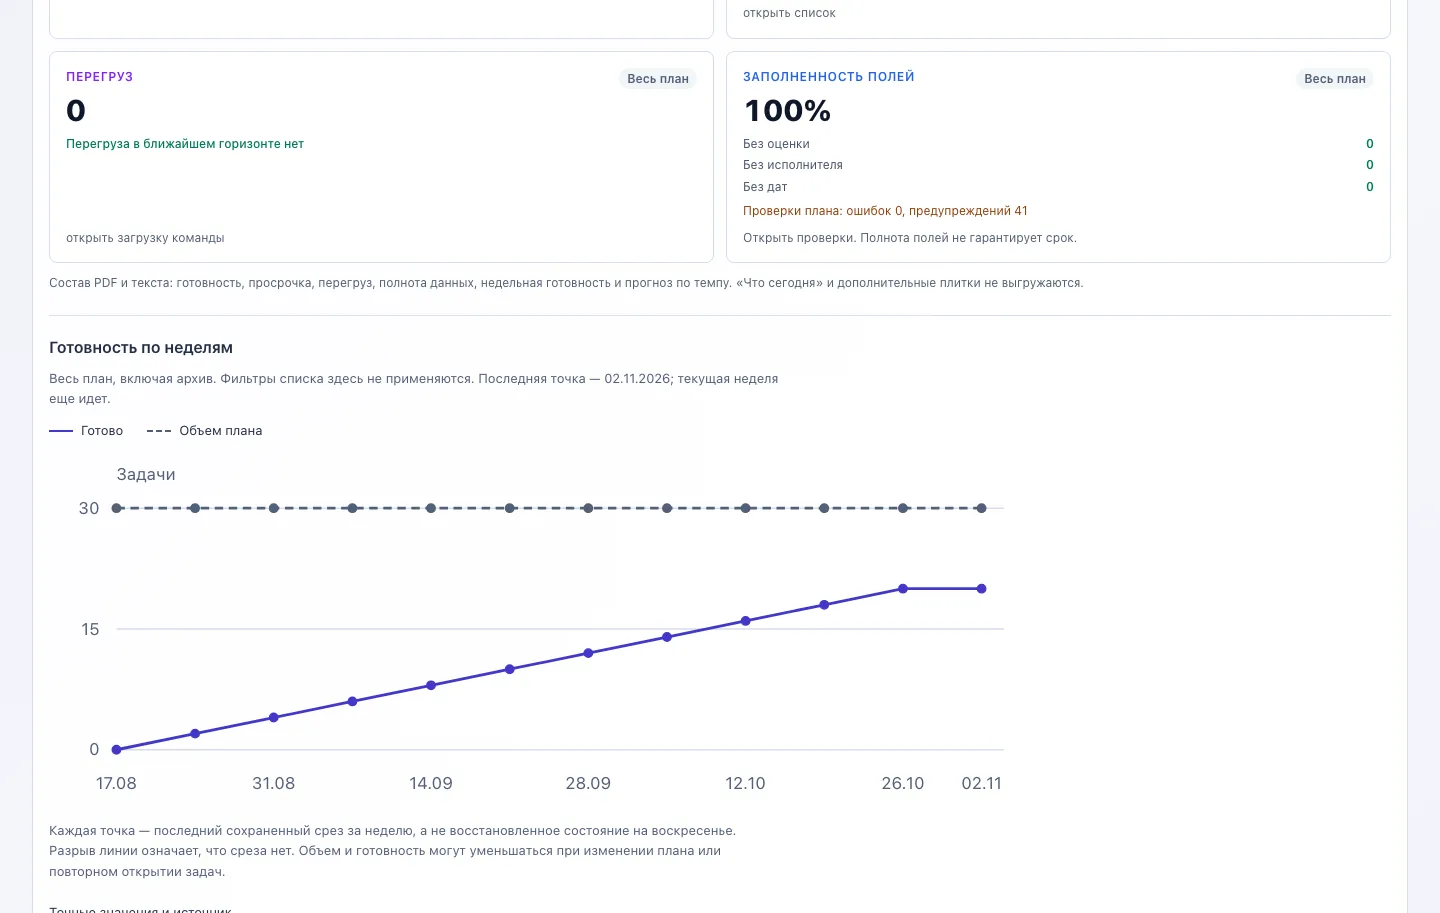 открыть список
ПЕРЕГРУЗ
Весь план
0
Перегруза в ближайшем горизонте нет
открыть загрузку команды
ЗАПОЛНЕННОСТЬ ПОЛЕЙ
Весь план
100%
Без оценки 0
Без исполнителя 0
Без дат 0
Проверки плана: ошибок 0, предупреждений 41
Открыть проверки. Полнота полей не гарантирует срок.
Состав PDF и текста: готовность, просрочка, перегруз, полнота данных, недельная готовность и прогноз по темпу. «Что сегодня» и дополнительные плитки не выгружаются.
Готовность по неделям
Весь план, включая архив. Фильтры списка здесь не применяются. Последняя точка — 02.11.2026; текущая неделя
еще идет.
Готово
Объем плана
Задачи
30
15
0
17.08 31.08 14.09 28.09 12.10 26.10 02.11
Каждая точка — последний сохраненный срез за неделю, а не восстановленное состояние на воскресенье.
Разрыв линии означает, что среза нет. Объем и готовность могут уменьшаться при изменении плана или
повторном открытии задач.
Точные значения и источник